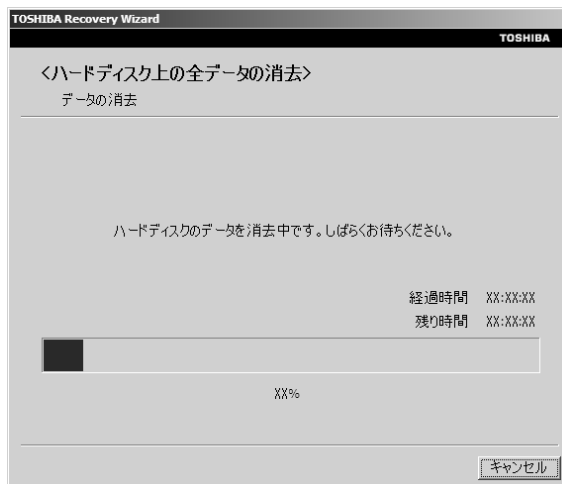 TOSHIBA Recovery Wizard
TOSHIBA
<ハードディスク上の全データの消去>
データの消去
ハードディスクのデータを消去中です。しばらくお待ちください。
経過時間 XX:XX:XX
残り時間 XX:XX:XX
XX%
キャンセル